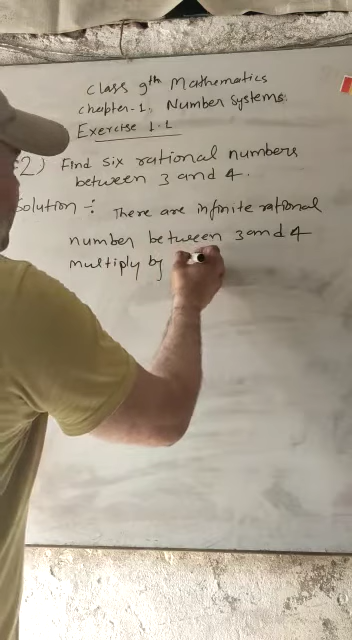 Class 9th Mathematics
chapter-1. Number Systems.
Exercise 1.1
2) Find six rational numbers
between 3 and 4.
Solution ÷ There are infinite rational
number between 3 and 4
multiply by